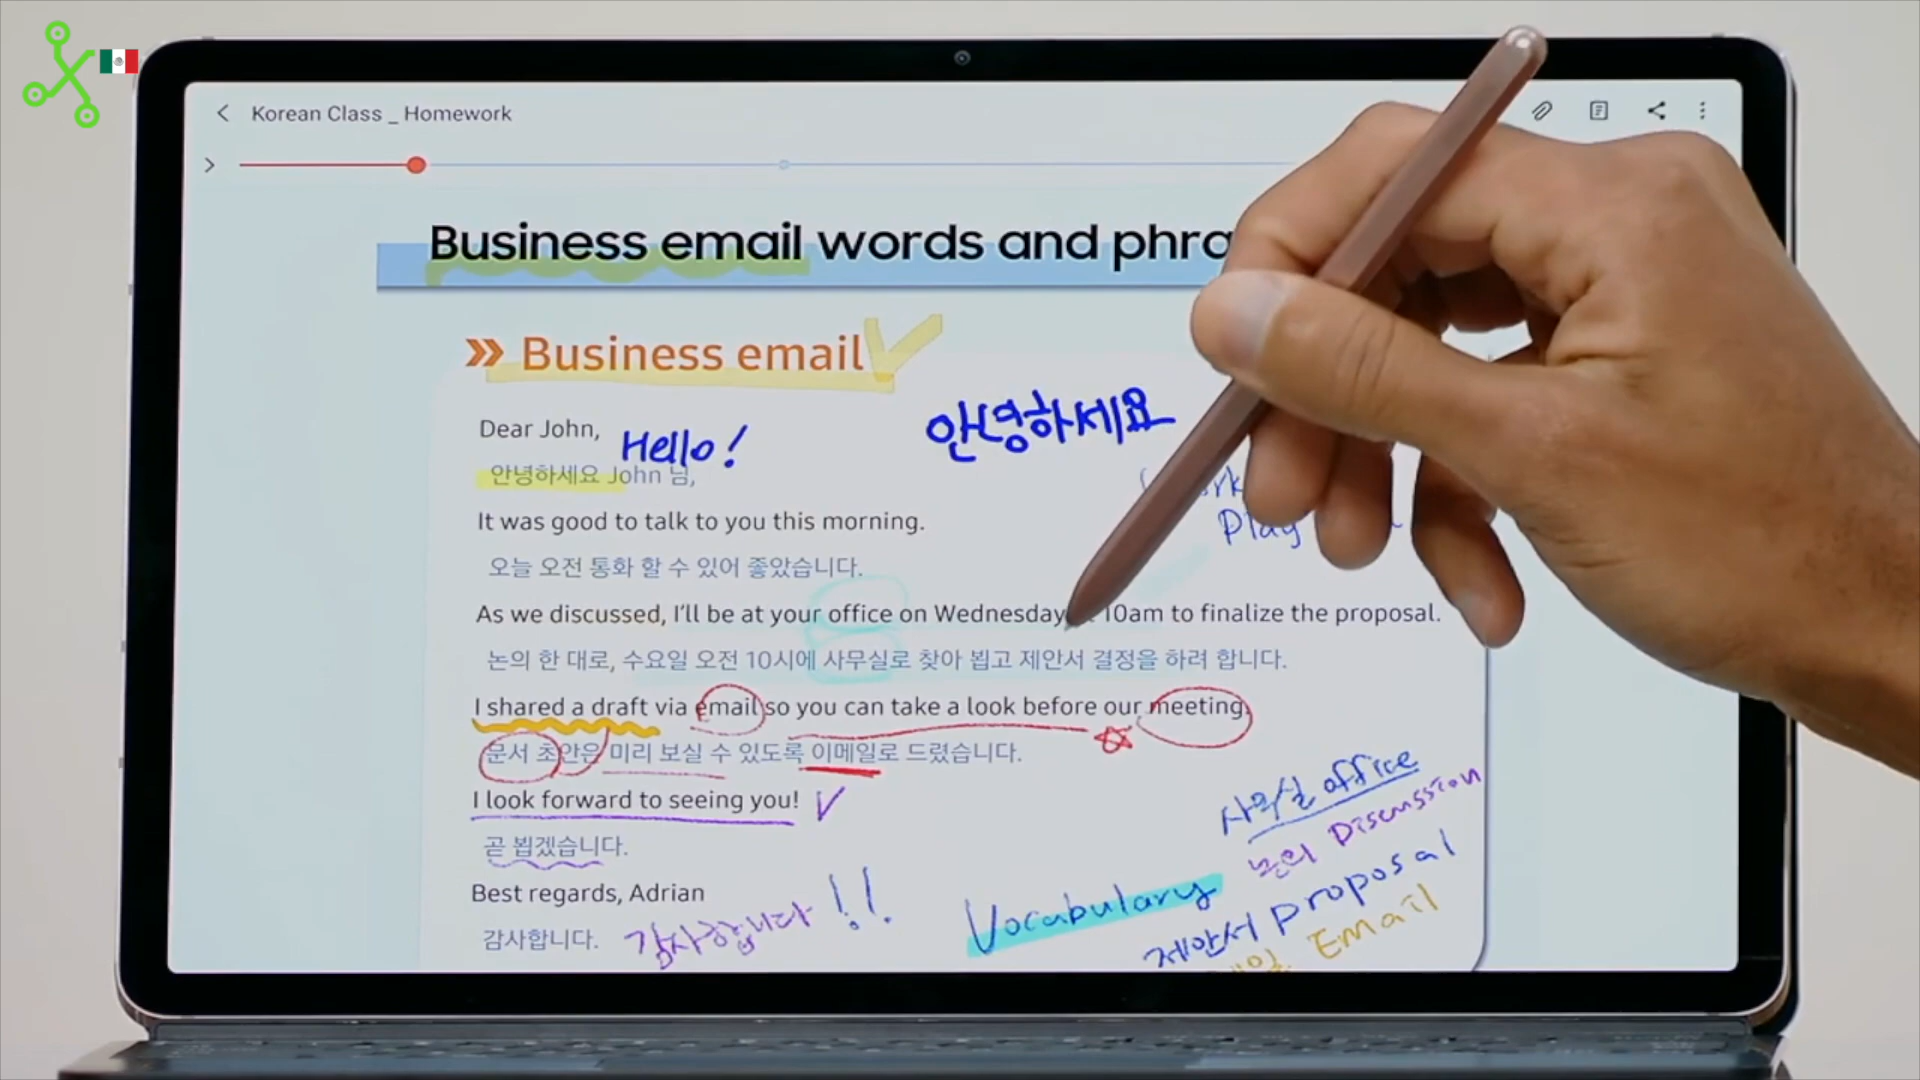 Korean Class _ Homework
Business email words and phra
Business email
Dear John,
Hello!
안녕하세요
안녕하세요 John 님,
It was good to talk to you this morning.
Play
오늘 오전 통화 할 수 있어 좋았습니다.
As we discussed, I'll be at your office on Wednesday 10am to finalize the proposal.
논의 한 대로, 수요일 오전 10시에 사무실로 찾아 뵙고 제안서 결정을 하려 합니다.
I shared a draft via email so you can take a look before our meeting.
문서 초안은 미리 보실 수 있도록 이메일로 드렸습니다.
I look forward to seeing you!
곧 뵙겠습니다.
사무실 office
논의 Discussion
Best regards, Adrian
감사합니다.
감사합니다!!
Vocabulary
제안서 proposal
Email